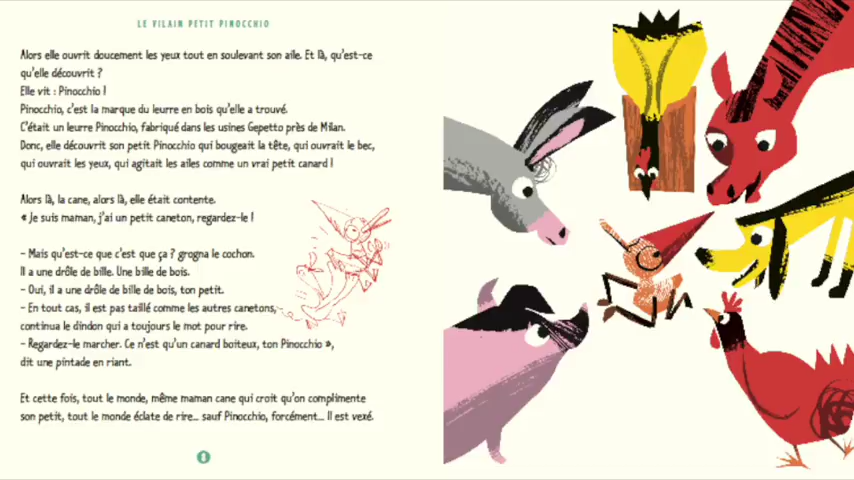 LE VILAIN PETIT PINOCCHIO
Alors elle ouvrit doucement les yeux tout en soulevant son aile. Et là, qu'est-ce
qu'elle découvrit ?
Elle vit : Pinocchio !
Pinocchio, c'est la marque du leurre en bois qu'elle a trouvé.
C'était un leurre Pinocchio, fabriqué dans les usines Gepetto près de Milan.
Donc, elle découvrit son petit Pinocchio qui bougeait la tête, qui ouvrait le bec,
qui ouvrait les yeux, qui agitait les ailes comme un vrai petit canard !
Alors là, la cane, alors là, elle était contente.
« Je suis maman, j'ai un petit caneton, regardez-le !
– Mais qu'est-ce que c'est que ça ? grogna le cochon.
Il a une drôle de bille. Une bille de bois.
– Oui, il a une drôle de bille de bois, ton petit.
– En tout cas, il est pas taillé comme les autres canetons,
continua le dindon qui a toujours le mot pour rire.
– Regardez-le marcher. Ce n'est qu'un canard boiteux, ton Pinocchio »,
dit une pintade en riant.
Et cette fois, tout le monde, même maman cane qui croit qu'on complimente
son petit, tout le monde éclate de rire... sauf Pinocchio, forcément... Il est vexé.